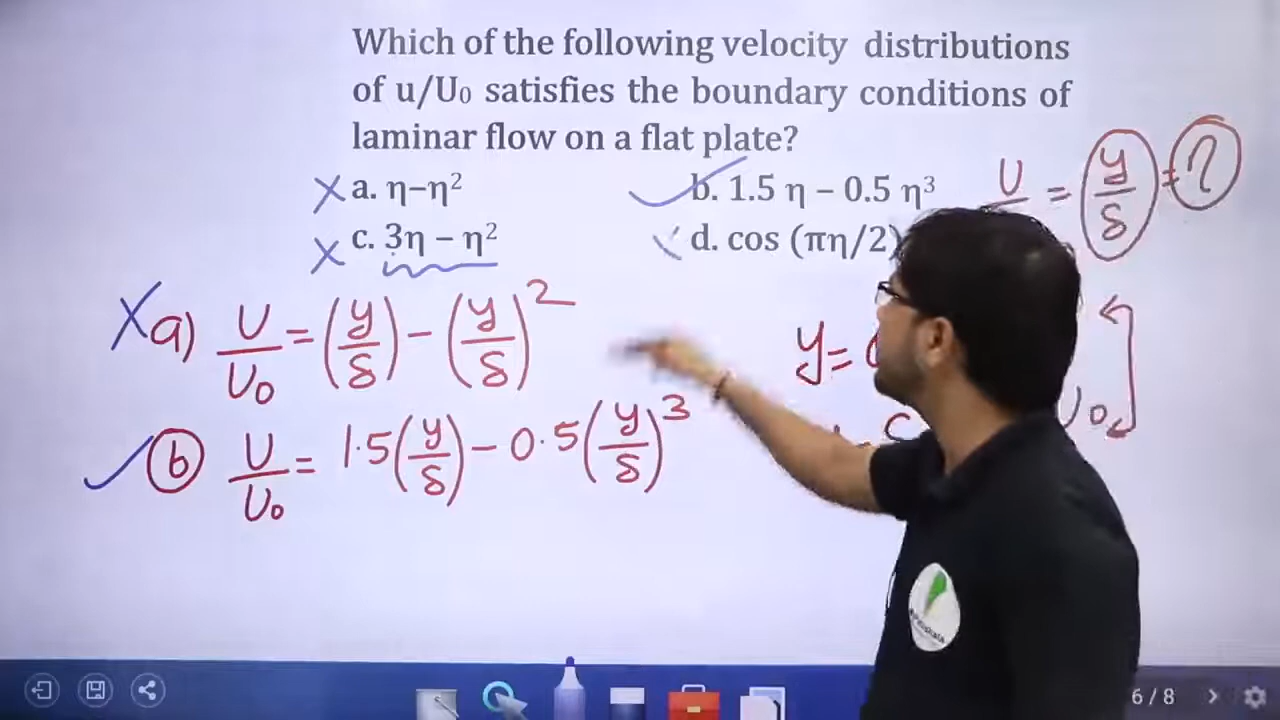 Which of the following velocity distributions
of u/U₀ satisfies the boundary conditions of
laminar flow on a flat plate?
a. η–η² b. 1.5 η – 0.5 η³
c. 3η – η² d. cos (πη/2)
U = y/δ = η
a) U/U₀ = (y/δ) – (y/δ)²
y=
b U/U₀ = 1.5(y/δ) – 0.5(y/δ)³
U₀
6 / 8